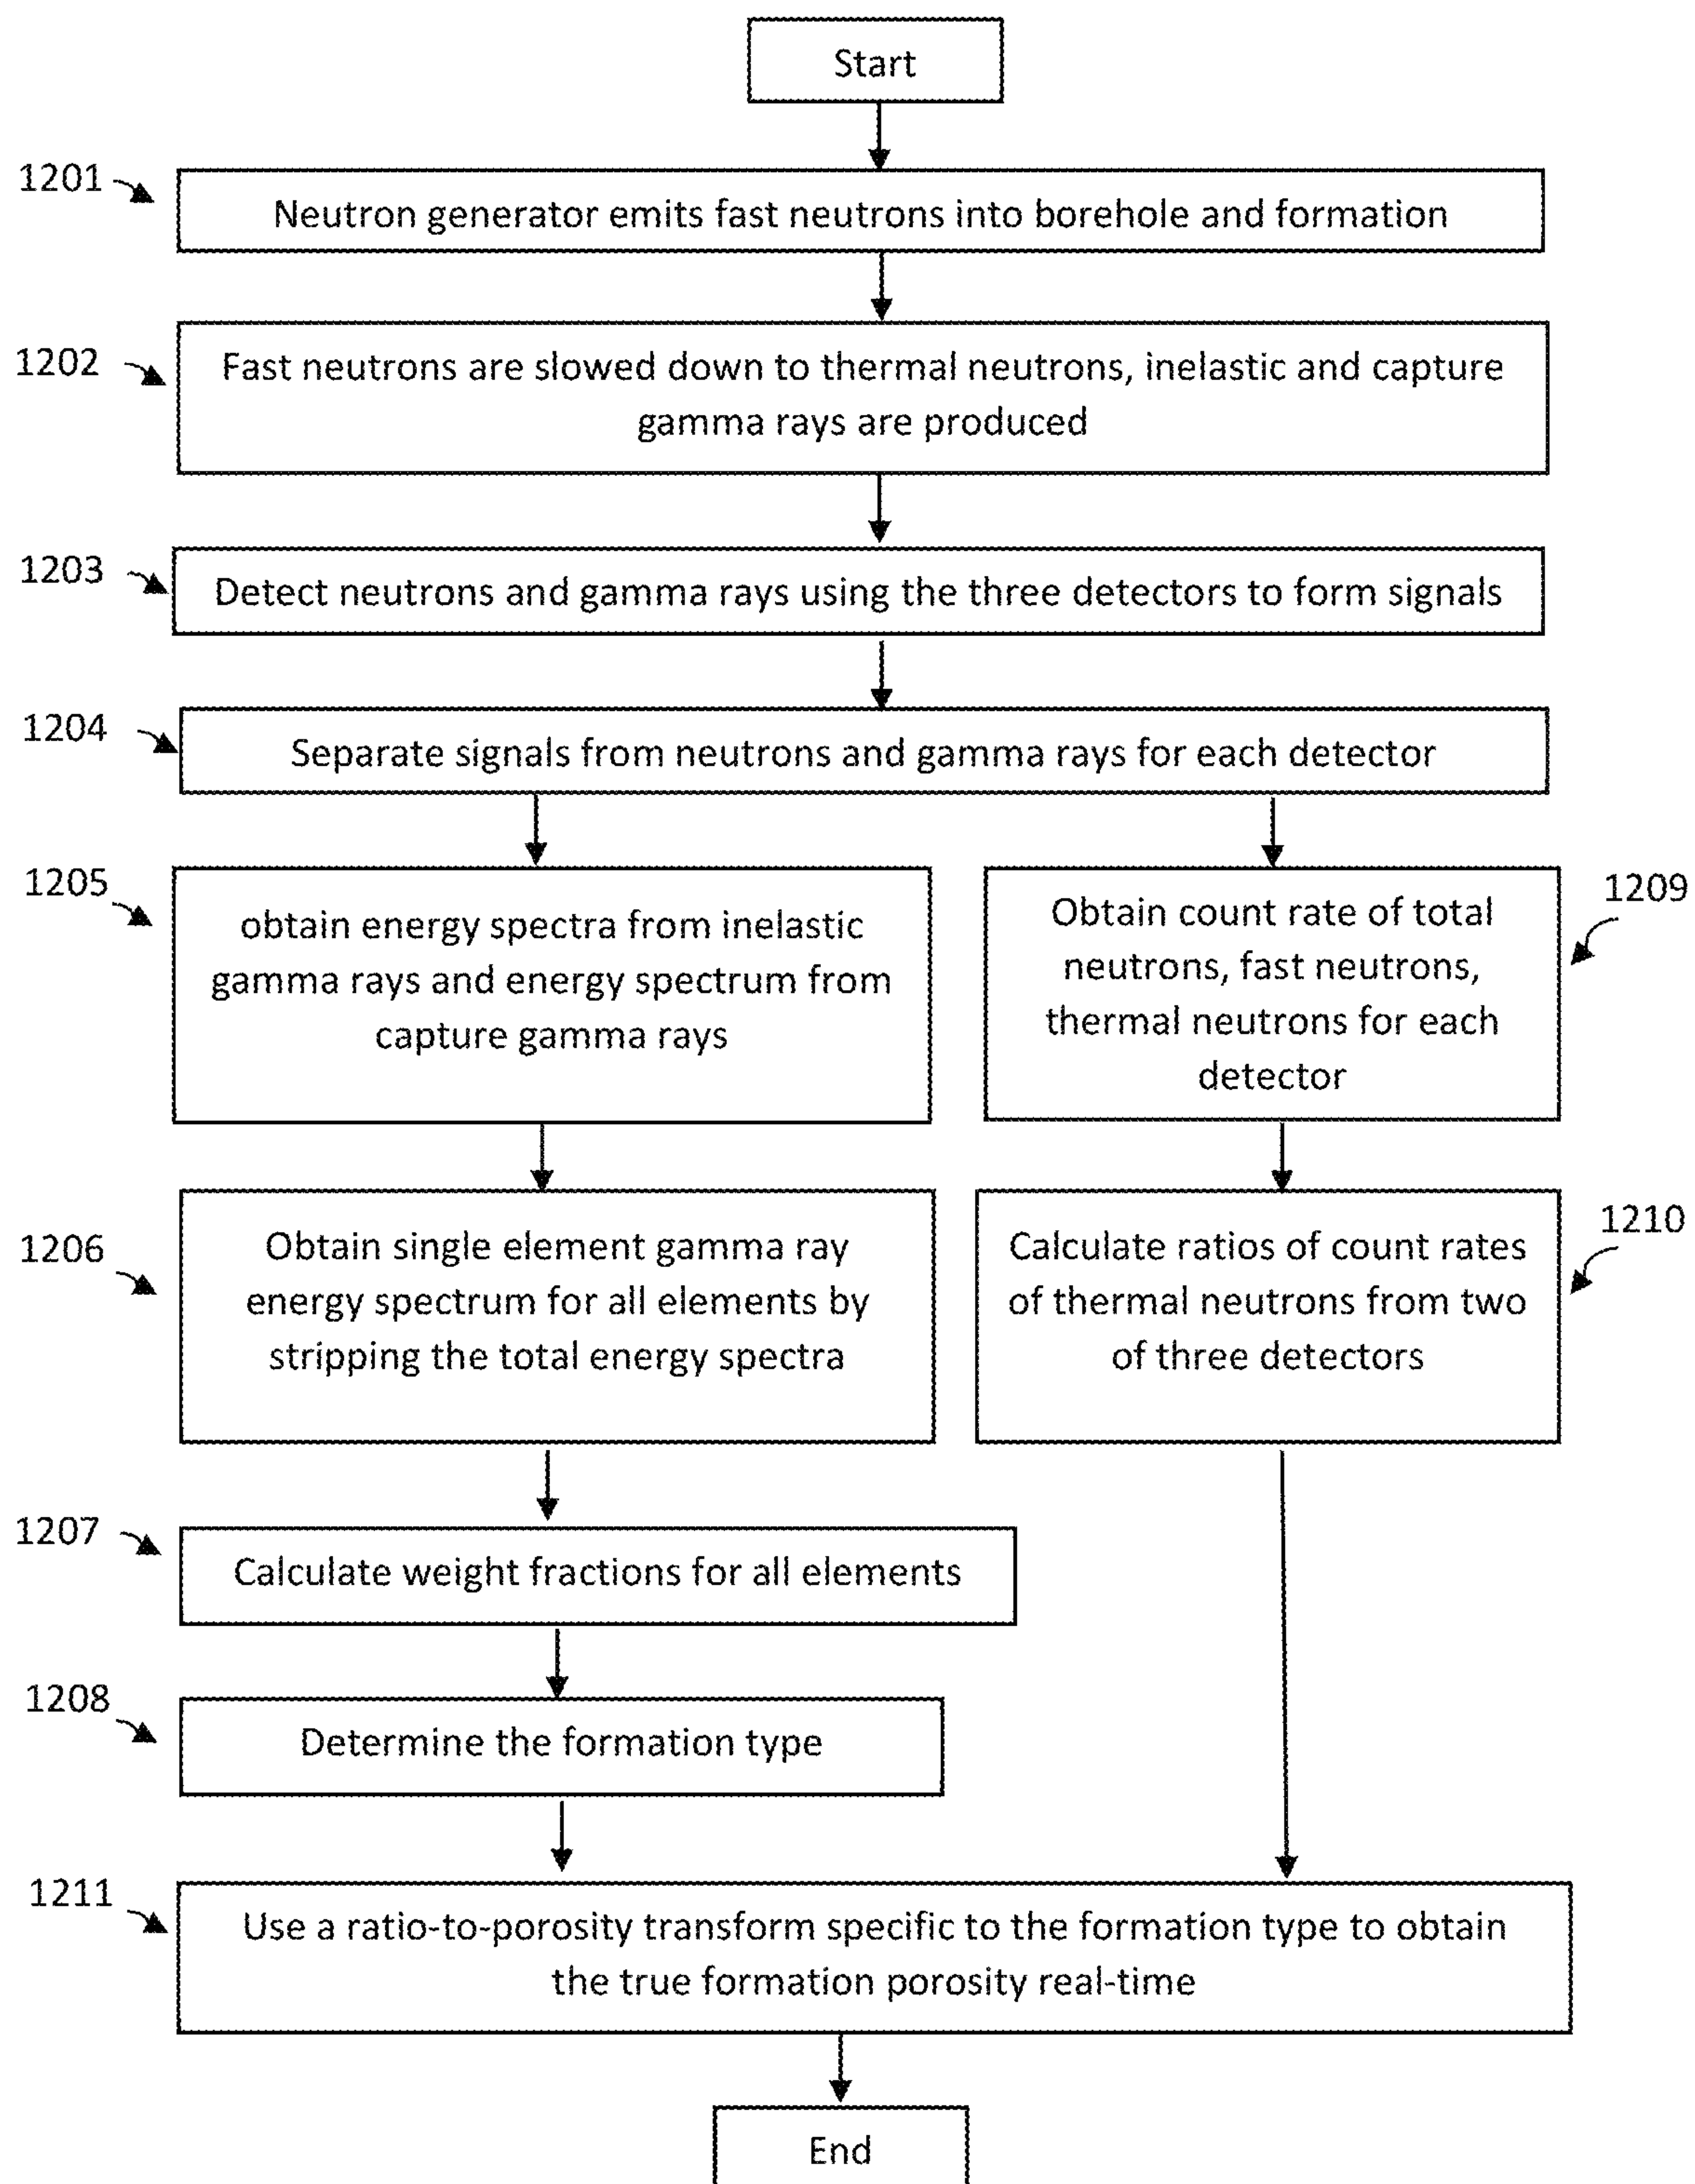 Start
1201
Neutron generator emits fast neutrons into borehole and formation
1202
Fast neutrons are slowed down to thermal neutrons, inelastic and capture
gamma rays are produced
1203
Detect neutrons and gamma rays using the three detectors to form signals
1204
Separate signals from neutrons and gamma rays for each detector
1205
obtain energy spectra from inelastic
gamma rays and energy spectrum from
capture gamma rays
1209
Obtain count rate of total
neutrons, fast neutrons,
thermal neutrons for each
detector
1206
Obtain single element gamma ray
energy spectrum for all elements by
stripping the total energy spectra
1210
Calculate ratios of count rates
of thermal neutrons from two
of three detectors
1207
Calculate weight fractions for all elements
1208
Determine the formation type
1211
Use a ratio-to-porosity transform specific to the formation type to obtain
the true formation porosity real-time
End